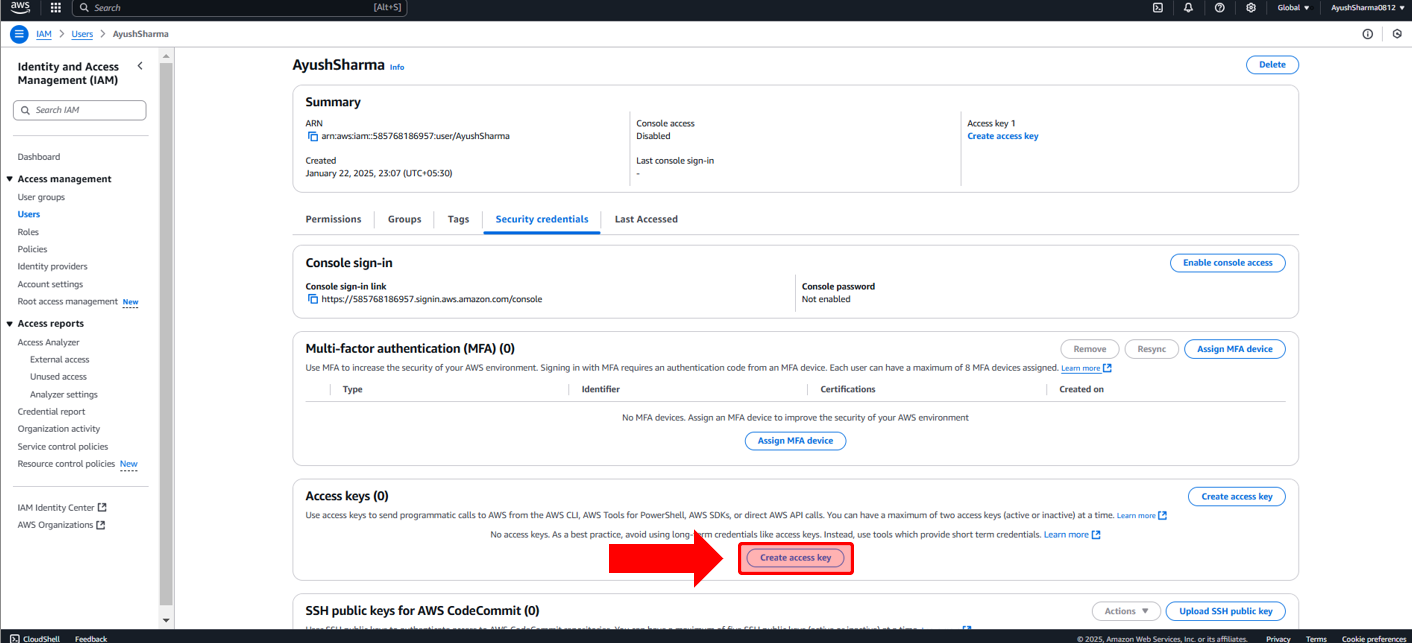 aws
Search [Alt+S]
Global ▼ AyushSharma0812 ▼
IAM > Users > AyushSharma
Identity and Access
Management (IAM)
Search IAM
Dashboard
Access management
User groups
Users
Roles
Policies
Identity providers
Account settings
Root access management New
Access reports
Access Analyzer
External access
Unused access
Analyzer settings
Credential report
Organization activity
Service control policies
Resource control policies New
IAM Identity Center
AWS Organizations
AyushSharma Info
Delete
Summary
ARN
arn:aws:iam::585768186957:user/AyushSharma
Created
January 22, 2025, 23:07 (UTC+05:30)
Console access
Disabled
Last console sign-in
-
Access key 1
Create access key
Permissions Groups Tags Security credentials Last Accessed
Console sign-in
Enable console access
Console sign-in link
https://585768186957.signin.aws.amazon.com/console
Console password
Not enabled
Multi-factor authentication (MFA) (0)
Remove Resync Assign MFA device
Use MFA to increase the security of your AWS environment. Signing in with MFA requires an authentication code from an MFA device. Each user can have a maximum of 8 MFA devices assigned. Learn more
Type Identifier Certifications Created on
No MFA devices. Assign an MFA device to improve the security of your AWS environment
Assign MFA device
Access keys (0)
Create access key
Use access keys to send programmatic calls to AWS from the AWS CLI, AWS Tools for PowerShell, AWS SDKs, or direct AWS API calls. You can have a maximum of two access keys (active or inactive) at a time. Learn more
No access keys. As a best practice, avoid using long-term credentials like access keys. Instead, use tools which provide short term credentials. Learn more
Create access key
SSH public keys for AWS CodeCommit (0)
Actions ▼ Upload SSH public key
CloudShell Feedback
© 2025, Amazon Web Services, Inc. or its affiliates. Privacy Terms Cookie preferences